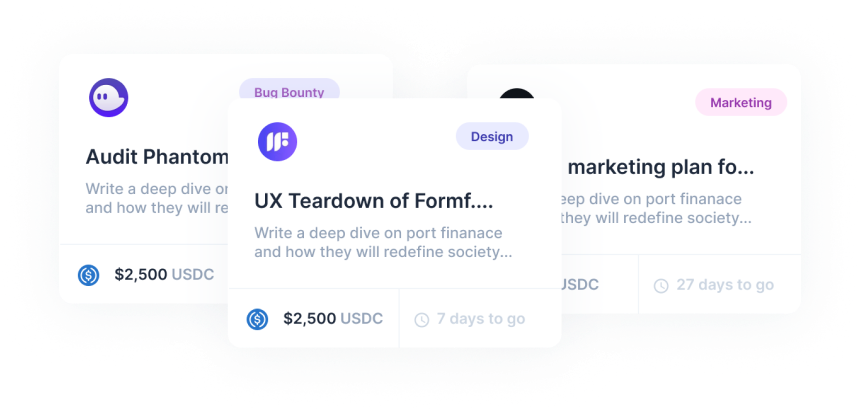 Bug Bounty
Audit Phantom
Write a deep dive on
and how they will re
$2,500 USDC
Design
UX Teardown of Formf....
Write a deep dive on port finanace
and how they will redefine society...
$2,500 USDC
7 days to go
Marketing
marketing plan fo...
dive on port finanace
they will redefine society...
USDC
27 days to go